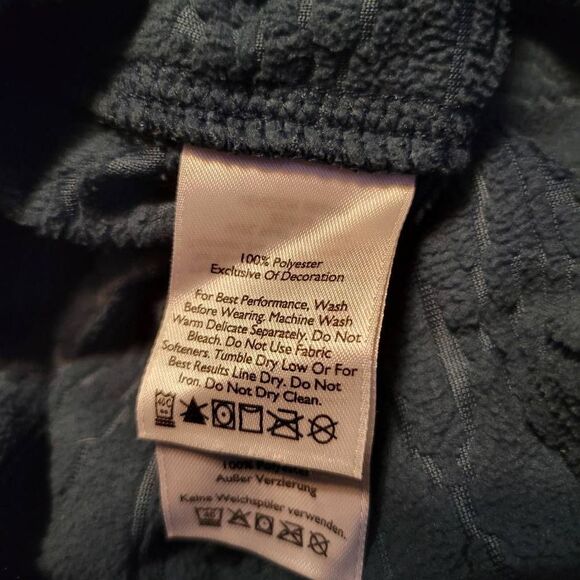 100% Polyester
Exclusive Of Decoration
For Best Performance, Wash
Before Wearing. Machine Wash
Warm Delicate Separately. Do Not
Bleach. Do Not Use Fabric
Softeners. Tumble Dry Low Or For
Best Results Line Dry. Do Not
Iron. Do Not Dry Clean.
100% Polyester
Außer Verzierung
Keine Weichspüler verwenden.